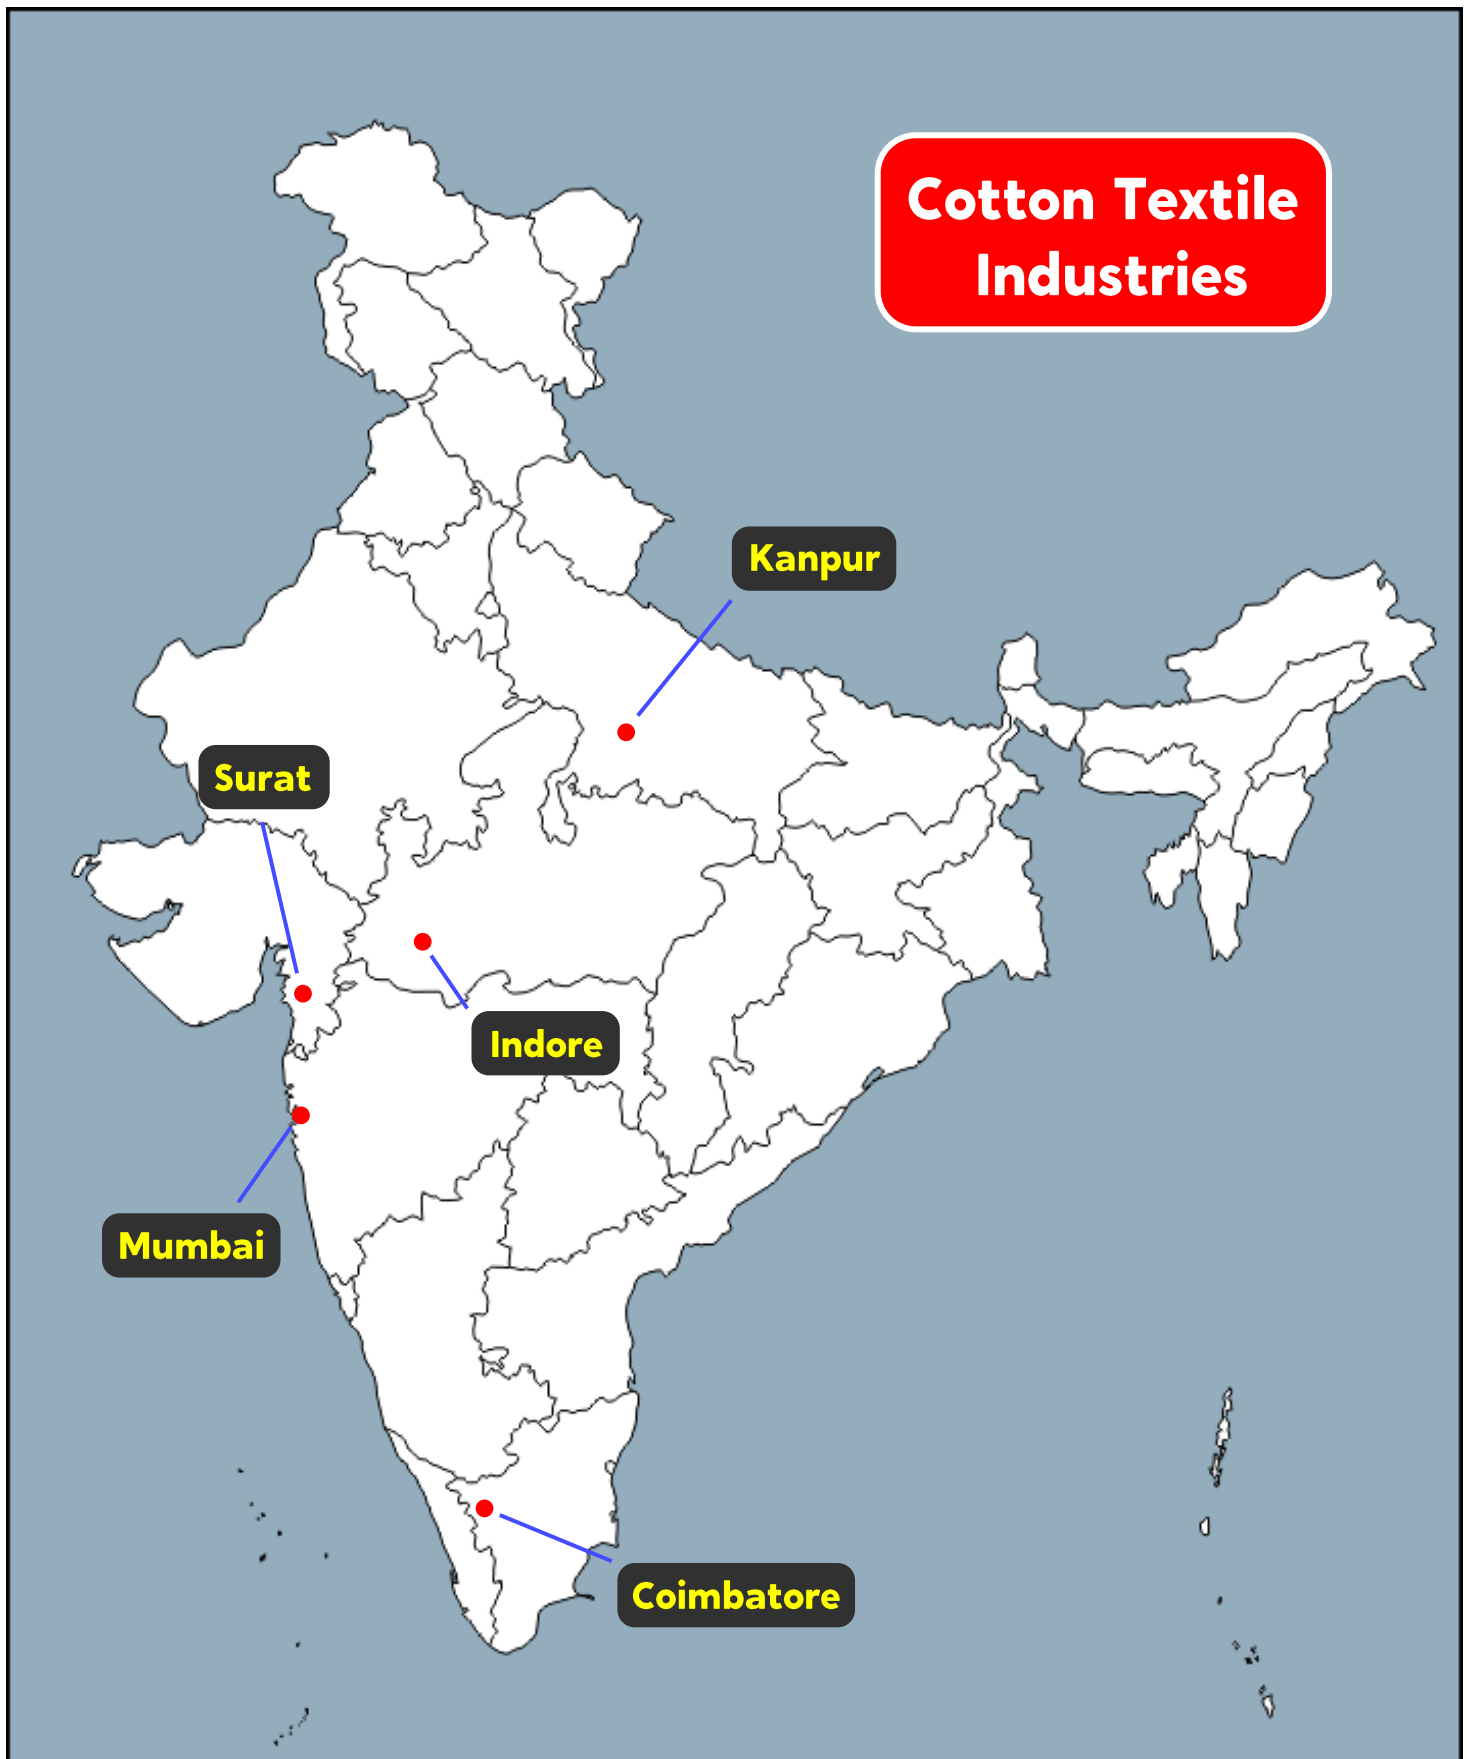 Cotton Textile
Industries
Kanpur
Surat
Indore
Mumbai
Coimbatore